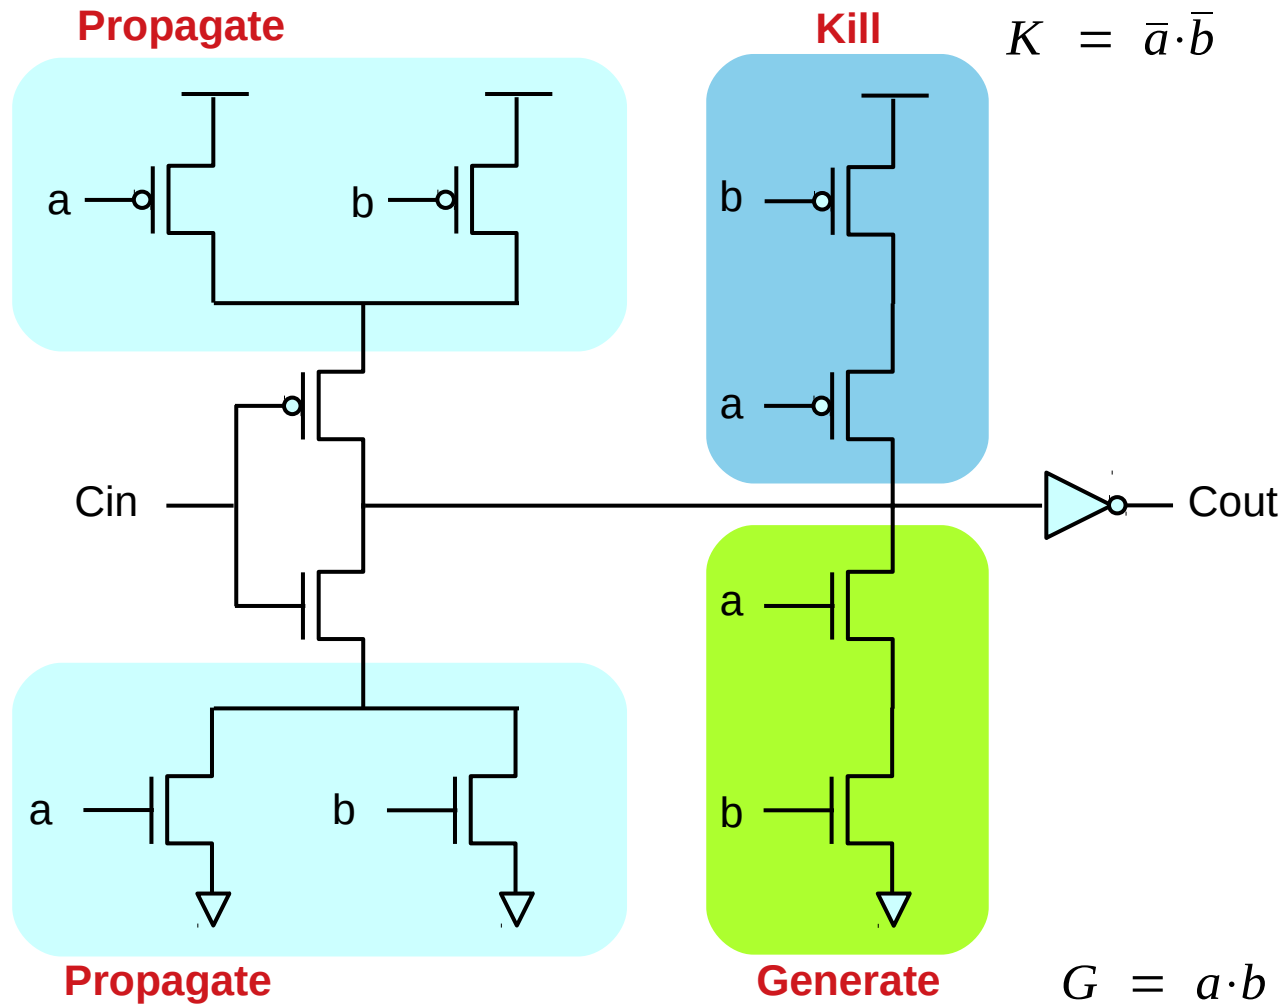 Propagate
Kill
K = a̅·b̅
a
b
b
a
Cin
Cout
a
a
b
b
Propagate
Generate
G = a·b